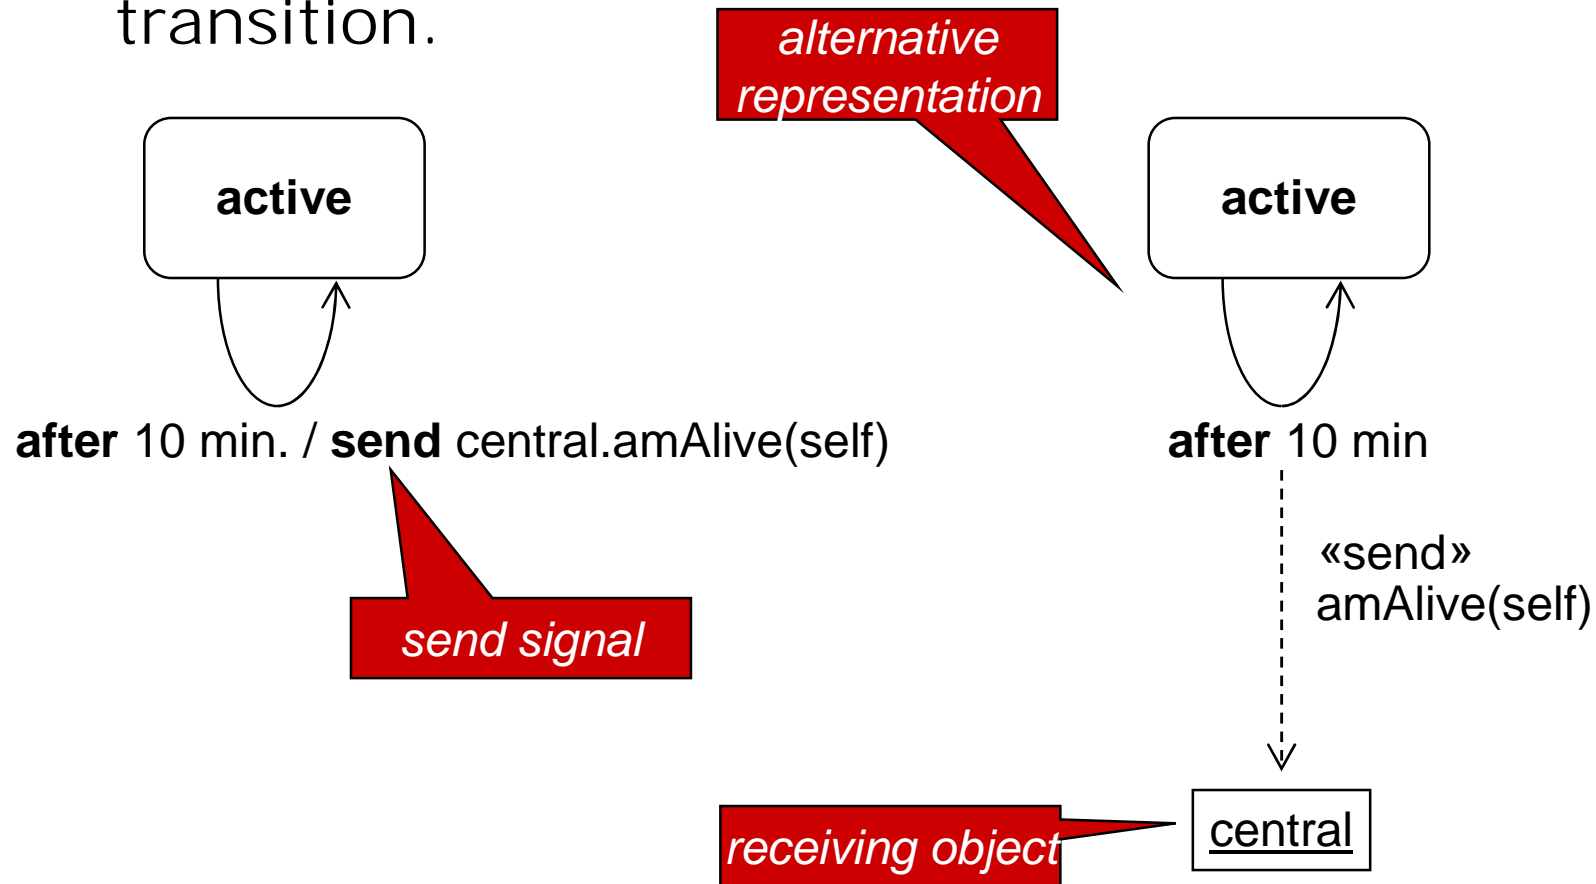 transition.
alternative
representation
active
active
after 10 min. / send central.amAlive(self)
after 10 min
«send»
amAlive(self)
send signal
receiving object
central